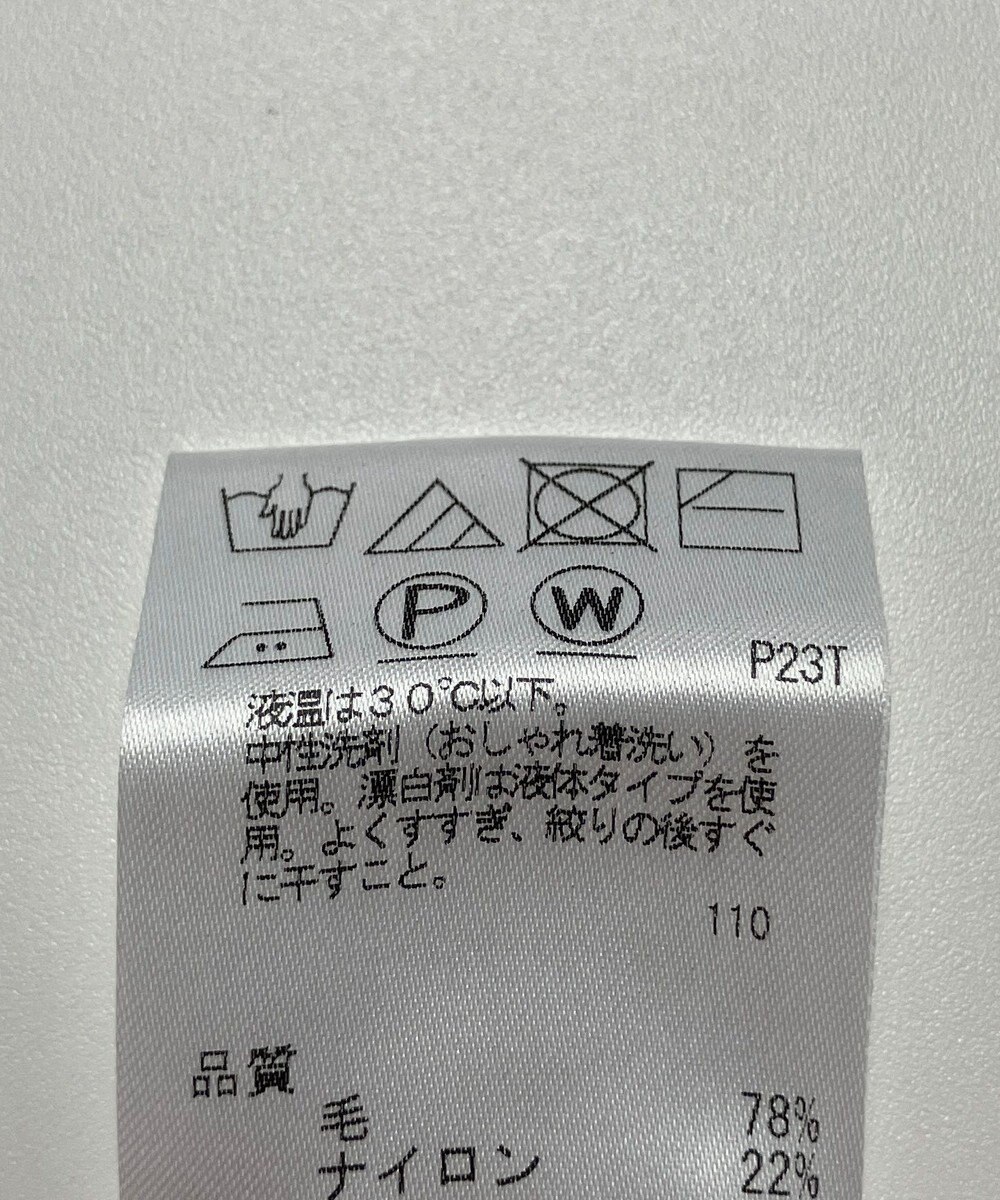 P
W
P23T
液温は30℃以下。
中性洗剤（おしゃれ着洗い）を
使用。漂白剤は液体タイプを使
用。よくすすぎ、絞りの後すぐ
に干すこと。
110
品質
毛 78%
ナイロン 22%